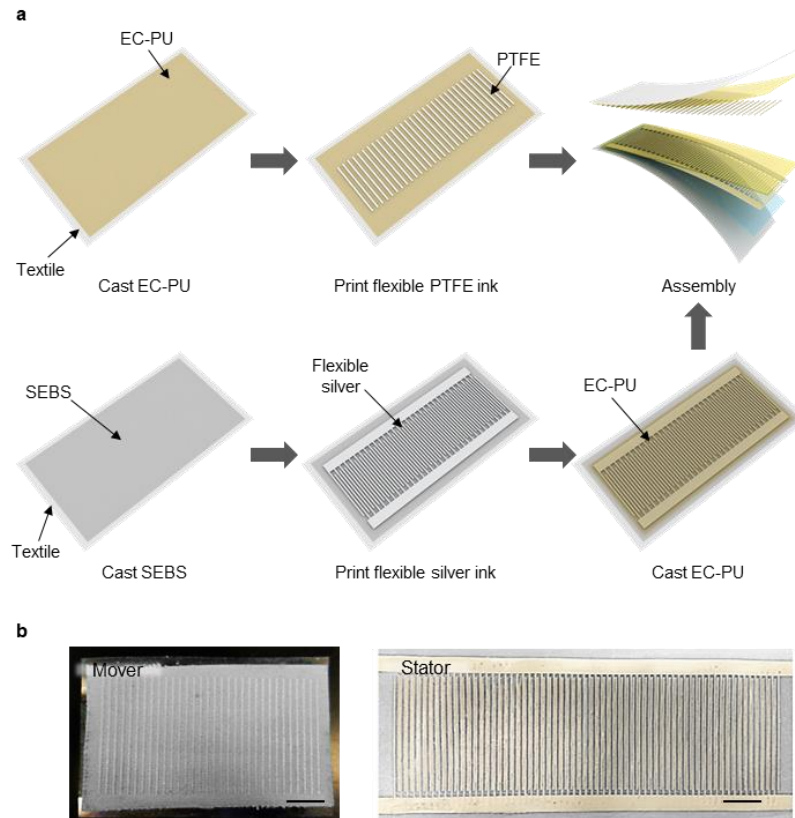 a
EC-PU
PTFE
Textile
Cast EC-PU
Print flexible PTFE ink
Assembly
SEBS
Flexible
silver
EC-PU
Textile
Cast SEBS
Print flexible silver ink
Cast EC-PU
b
Mover
Stator